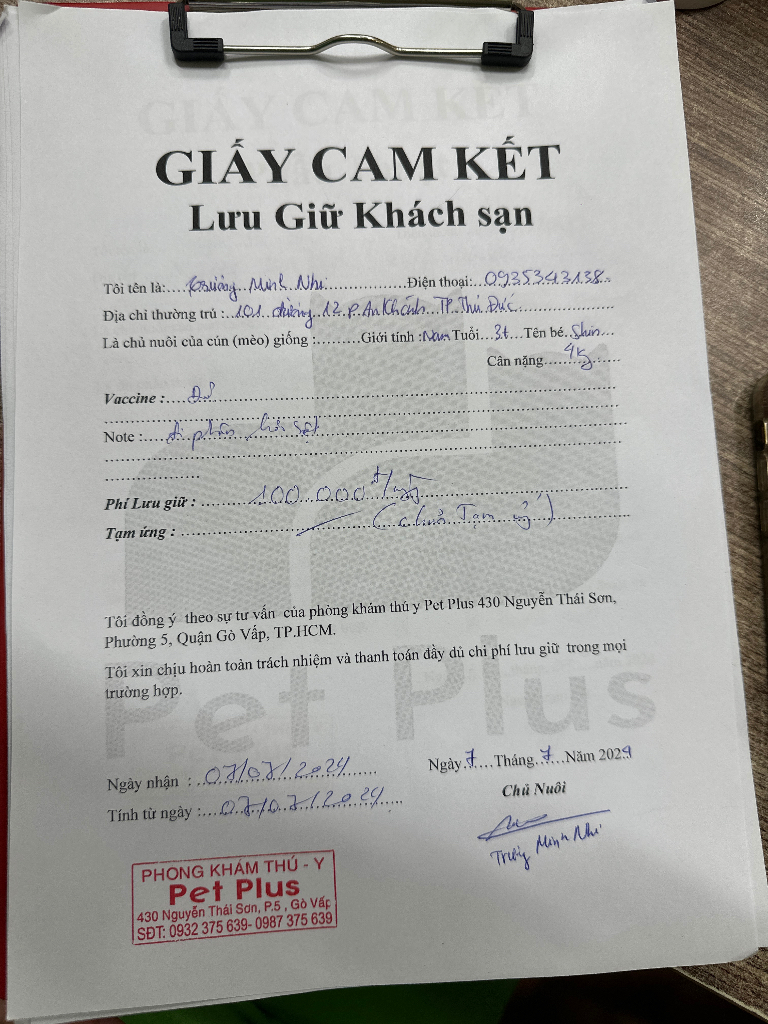 GIẤY CAM KẾT
Lưu Giữ Khách sạn
Tôi tên là:....Trương Minh Nhi..................Điện thoại:..0935343138..
Địa chỉ thường trú :..101 đường 12.P.An Khánh TP.Thủ Đức..................
Là chủ nuôi của cún (mèo) giống :.........Giới tính :Nam Tuổi ..3t...Tên bé..Shin....
Cân nặng....4kg......
Vaccine :....
Note :....đi phân hơi sệt
Phí Lưu giữ : ........100.000đ/
Tạm ứng : ........(chưa Tạm ứng)
Tôi đồng ý theo sự tư vấn của phòng khám thú y Pet Plus 430 Nguyễn Thái Sơn,
Phường 5, Quận Gò Vấp, TP.HCM.
Tôi xin chịu hoàn toàn trách nhiệm và thanh toán đầy dủ chi phí lưu giữ trong mọi
trường hợp.
Pet Plus
Ngày.7....Tháng..7...Năm 2024
Ngày nhận : ..07/07/2024......
Chủ Nuôi
Tính từ ngày :...07/07/2024....
Trương Minh Nhi
PHÒNG KHÁM THÚ - Y
Pet Plus
430 Nguyễn Thái Sơn, P.5 , Gò Vấp
SĐT: 0932 375 639- 0987 375 639